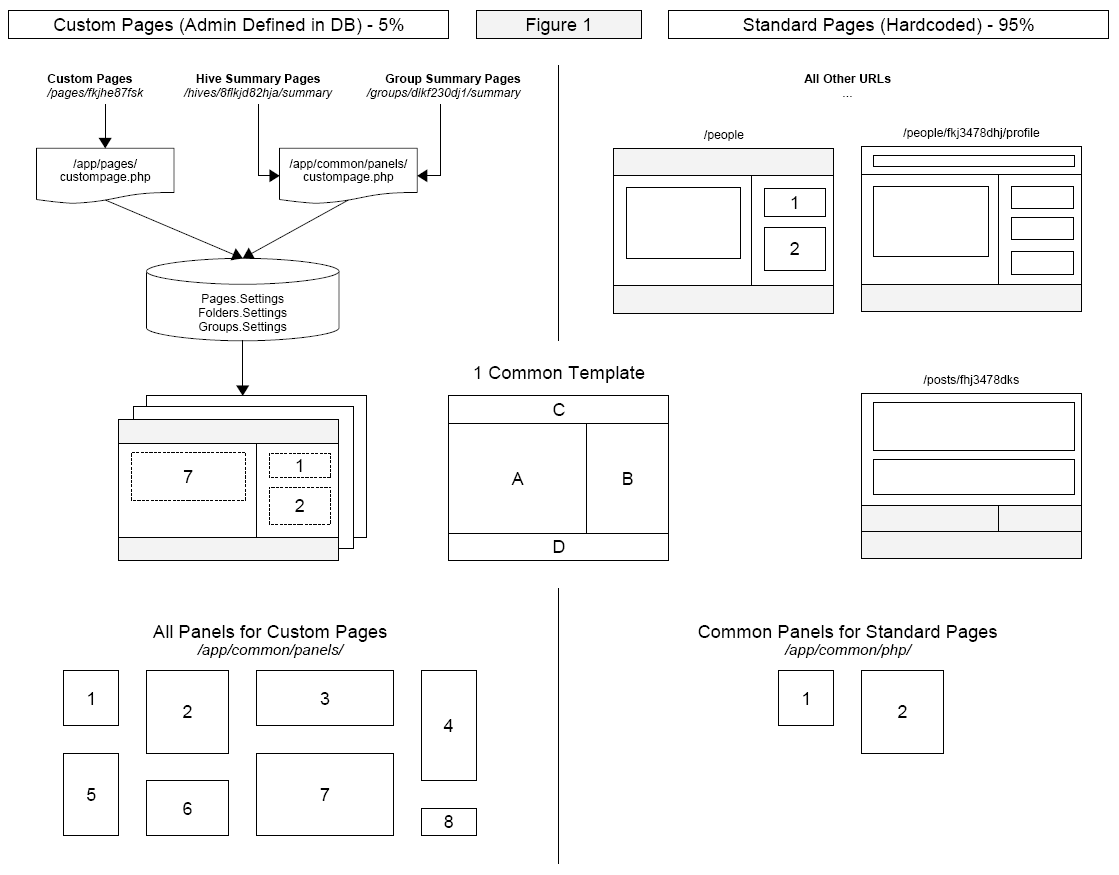 Custom Pages (Admin Defined in DB) - 5%
Figure 1
Standard Pages (Hardcoded) - 95%
Custom Pages
/pages/fkjhe87fsk
Hive Summary Pages
/hives/8flkjd82hja/summary
Group Summary Pages
/groups/dlkf230dj1/summary
/app/pages/
custompage.php
/app/common/panels/
custompage.php
Pages.Settings
Folders.Settings
Groups.Settings
7
1
2
All Other URLs
...
/people
1
2
/people/fkj3478dhj/profile
1 Common Template
C
A
B
D
/posts/fhj3478dks
All Panels for Custom Pages
/app/common/panels/
1
2
3
4
5
6
7
8
Common Panels for Standard Pages
/app/common/php/
1
2